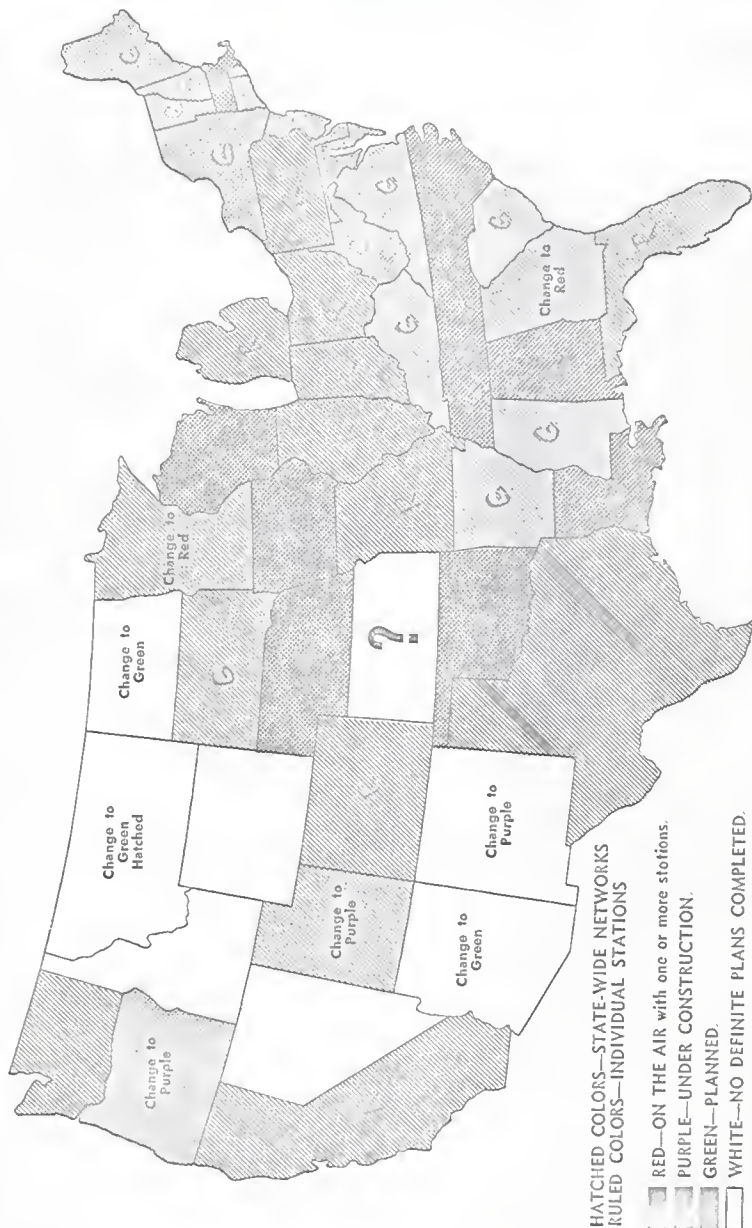 Change to
Purple
Change to
Green
Hatched
Change to
Green
Change to
Red
G
?
Change to
Purple
Change to
Green
Change to
Purple
R
R
G
G
G
G
G
G
G
G
R
R
Change to
Red
HATCHED COLORS—STATE-WIDE NETWORKS
RULED COLORS—INDIVIDUAL STATIONS
RED—ON THE AIR with one or more stations.
PURPLE—UNDER CONSTRUCTION.
GREEN—PLANNED.
WHITE—NO DEFINITE PLANS COMPLETED.